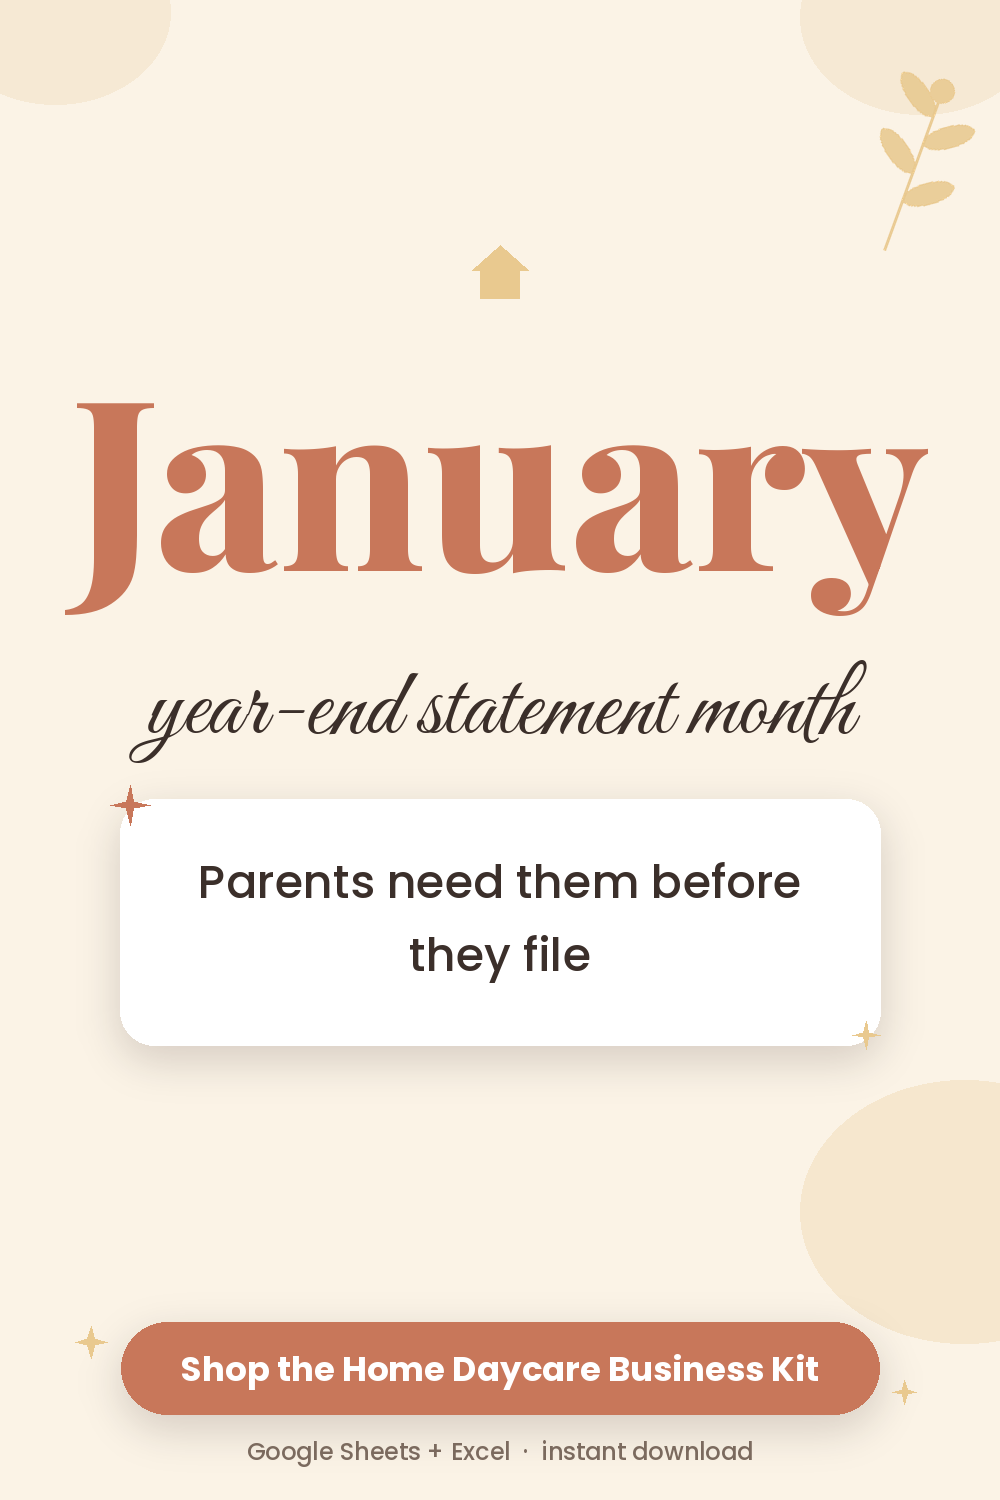 January
year-end statement month
Parents need them before
they file
Shop the Home Daycare Business Kit
Google Sheets + Excel · instant download